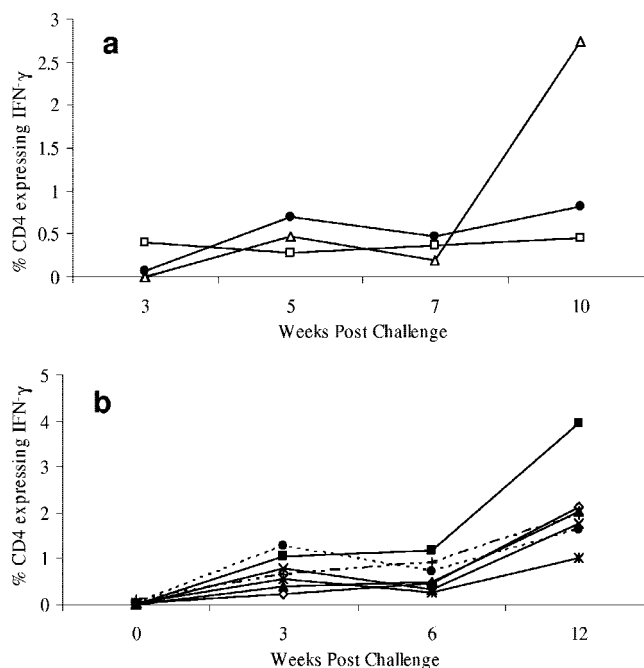 a
% CD4 expressing IFN-γ
3
2.5
2
1.5
1
0.5
0
3 5 7 10
Weeks Post Challenge
b
% CD4 expressing IFN-γ
5
4
3
2
1
0
0 3 6 12
Weeks Post Challenge